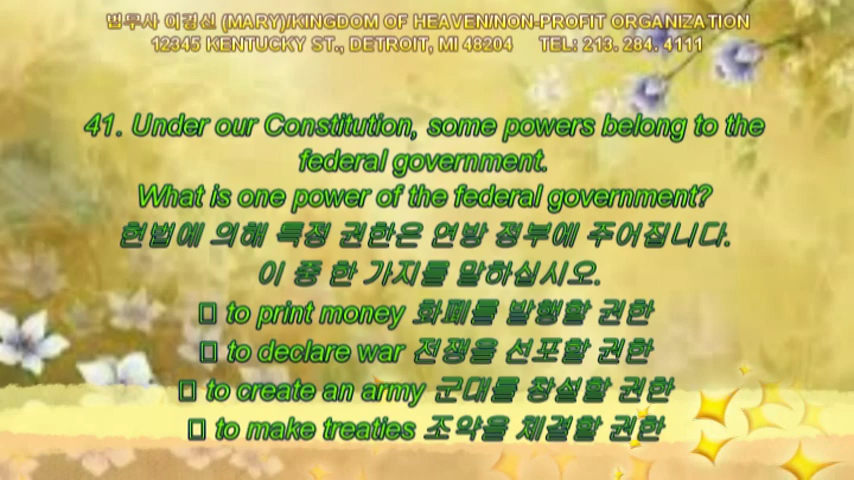 법무사 이경신 (MARY)/KINGDOM OF HEAVEN/NON-PROFIT ORGANIZATION
12345 KENTUCKY ST., DETROIT, MI 48204 TEL: 213. 284. 4111
41. Under our Constitution, some powers belong to the
federal government.
What is one power of the federal government?
헌법에 의해 특정 권한은 연방 정부에 주어집니다.
이 중 한 가지를 말하십시오.
▯ to print money 화폐를 발행할 권한
▯ to declare war 전쟁을 선포할 권한
▯ to create an army 군대를 창설할 권한
▯ to make treaties 조약을 체결할 권한